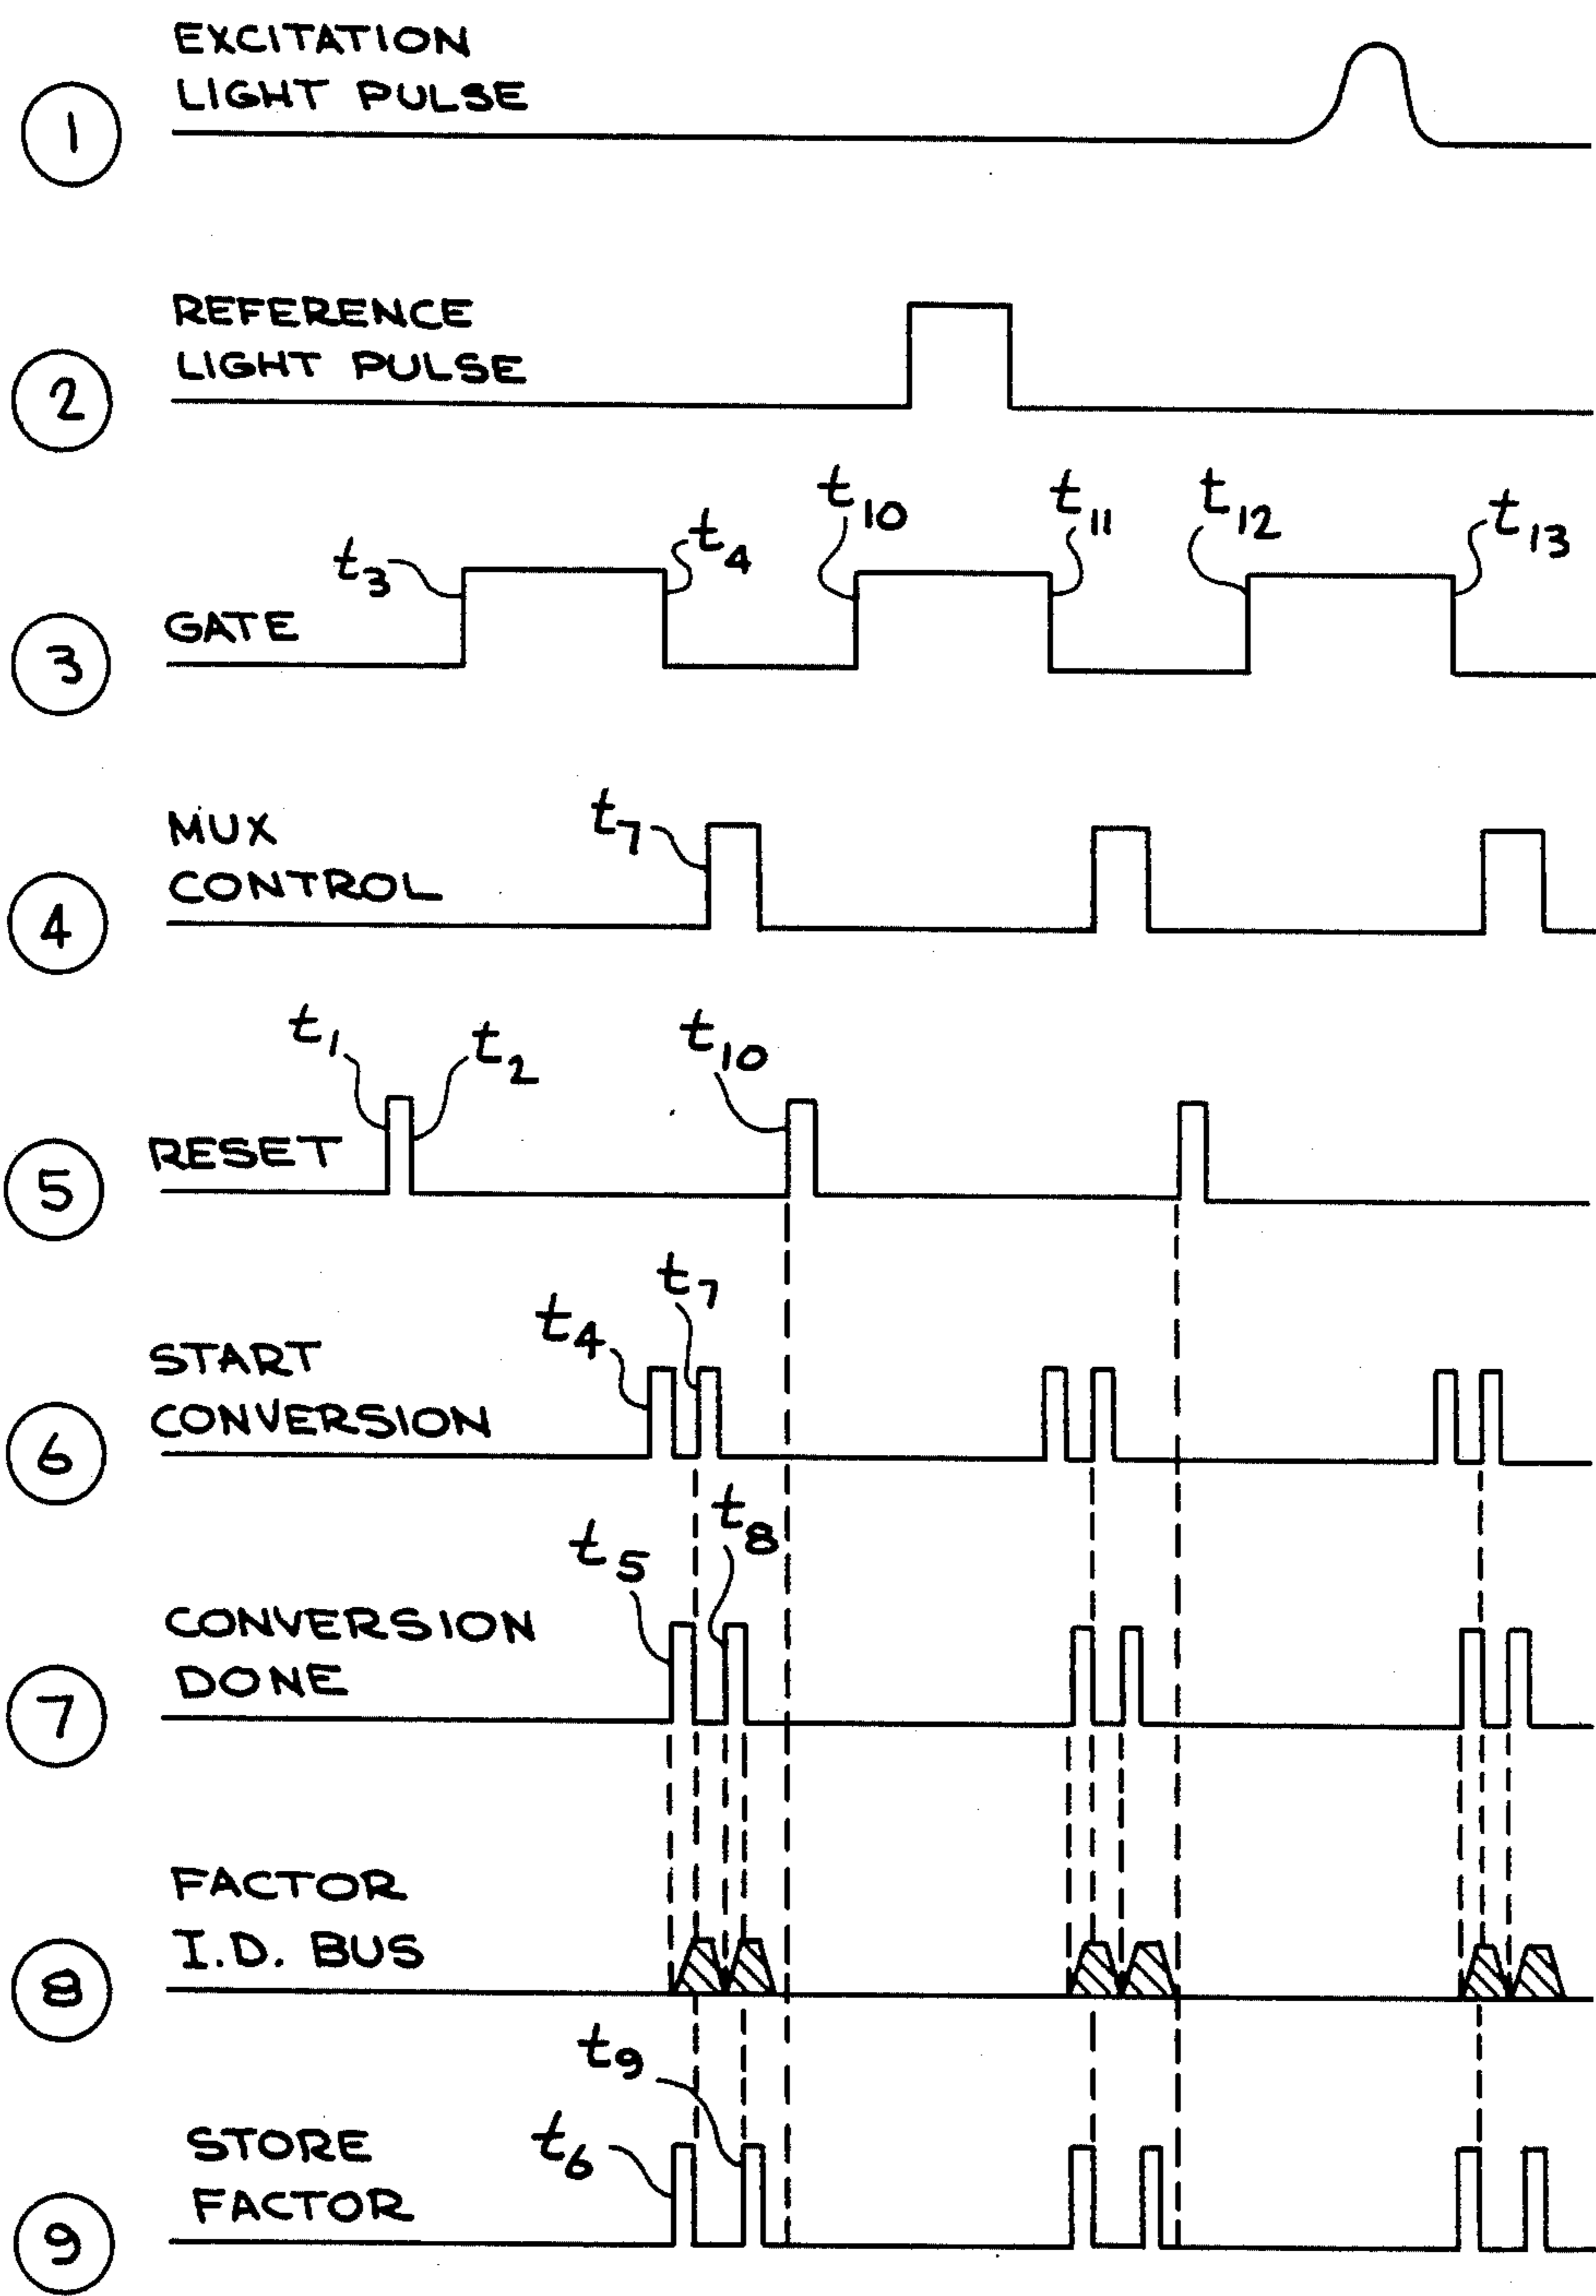 EXCITATION
LIGHT PULSE
1
REFERENCE
LIGHT PULSE
2
t10 t11 t12 t13
t3 t4
GATE
3
MUX
CONTROL
t7
4
t1 t2 t10
RESET
5
t7
t4
START
CONVERSION
6
t8
t5
CONVERSION
DONE
7
FACTOR
I.D. BUS
8
t9
STORE
FACTOR
t6
9